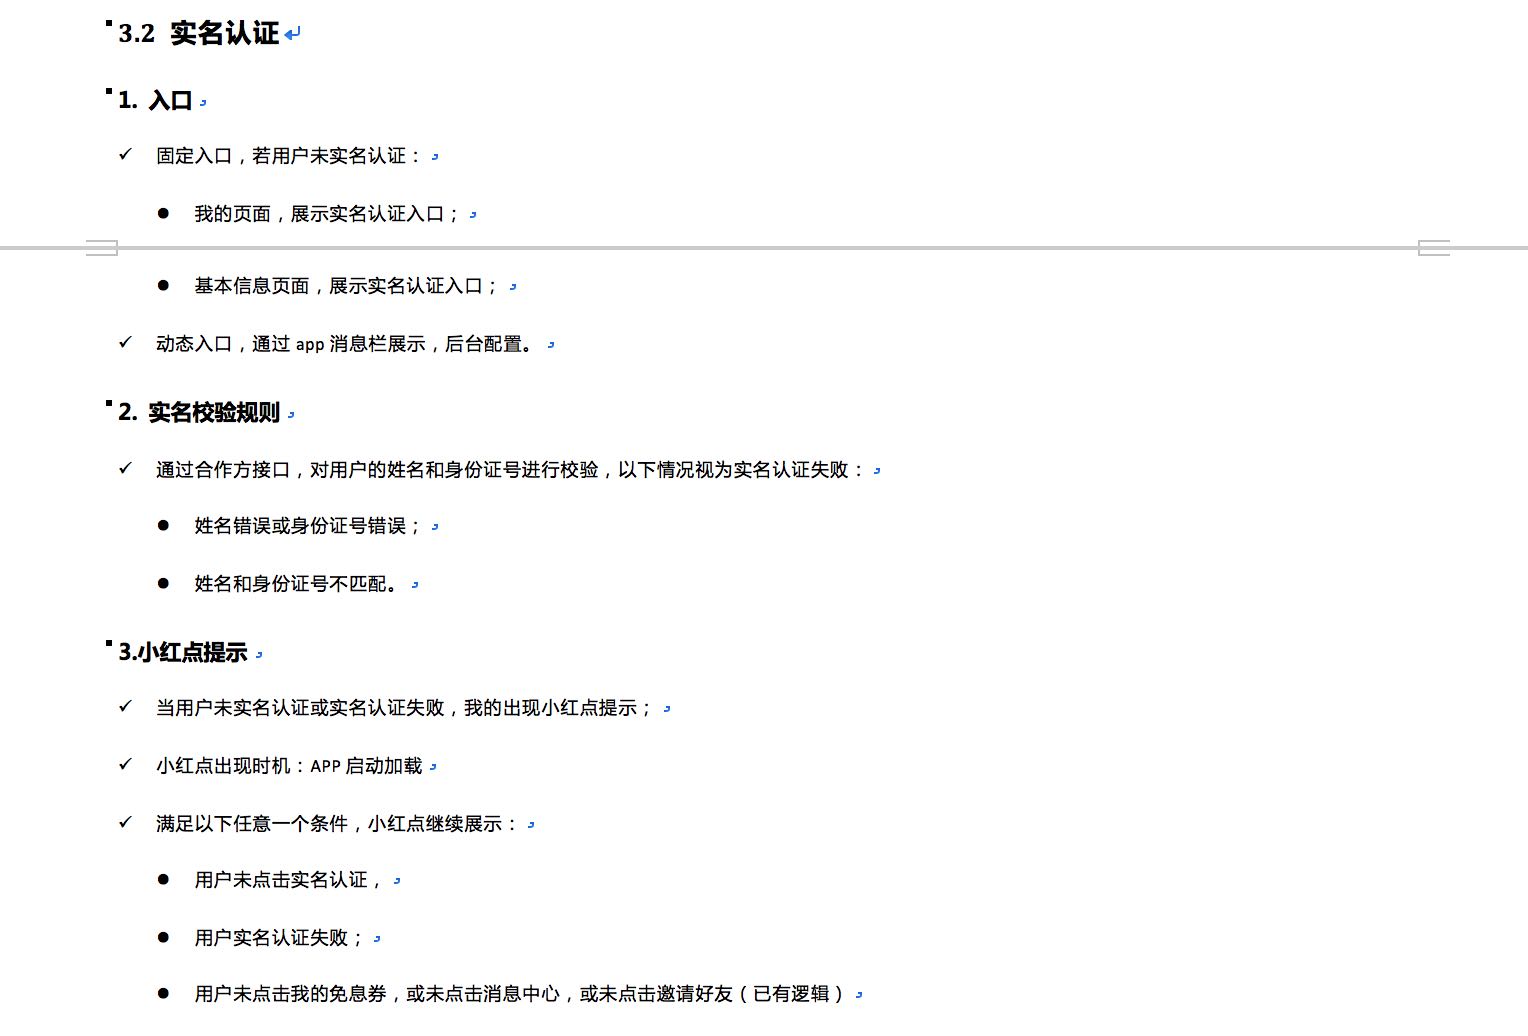 3.2 实名认证
1. 入口
固定入口，若用户未实名认证：
我的页面，展示实名认证入口；
基本信息页面，展示实名认证入口；
动态入口，通过 app 消息栏展示，后台配置。
2. 实名校验规则
通过合作方接口，对用户的姓名和身份证号进行校验，以下情况视为实名认证失败：
姓名错误或身份证号错误；
姓名和身份证号不匹配。
3.小红点提示
当用户未实名认证或实名认证失败，我的出现小红点提示；
小红点出现时机：APP 启动加载
满足以下任意一个条件，小红点继续展示：
用户未点击实名认证，
用户实名认证失败；
用户未点击我的免息券，或未点击消息中心，或未点击邀请好友（已有逻辑）